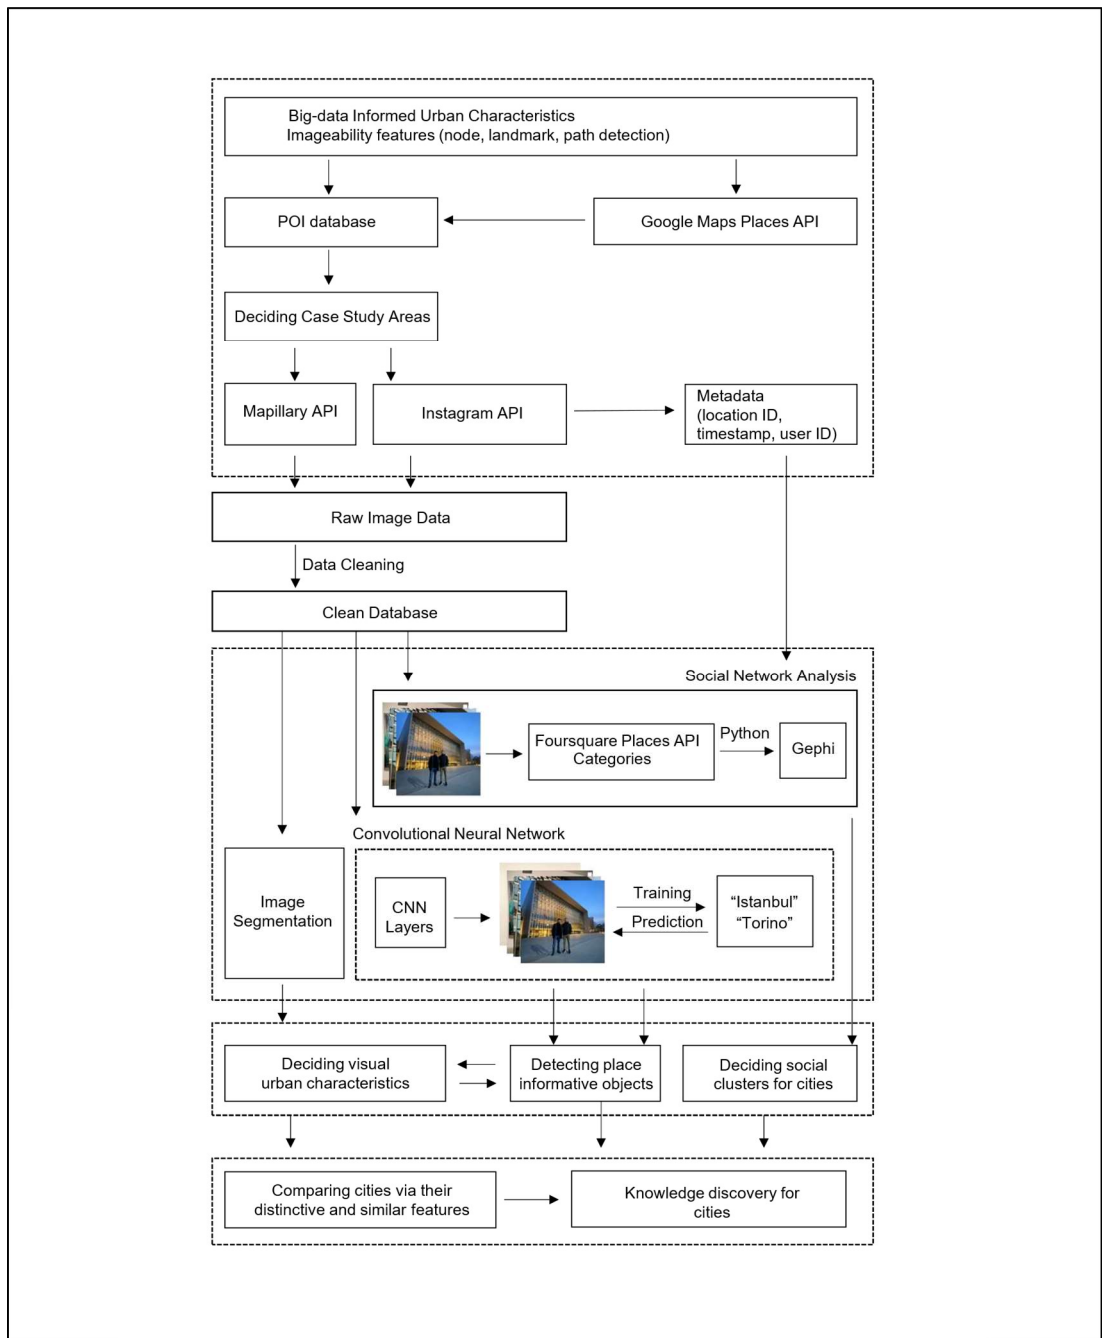 Big-data Informed Urban Characteristics
Imageability features (node, landmark, path detection)
POI database
Google Maps Places API
Deciding Case Study Areas
Mapillary API
Instagram API
Metadata
(location ID,
timestamp, user ID)
Raw Image Data
Data Cleaning
Clean Database
Social Network Analysis
Foursquare Places API
Categories
Python
Gephi
Convolutional Neural Network
Image
Segmentation
CNN
Layers
Training
Prediction
“Istanbul”
“Torino”
Deciding visual
urban characteristics
Detecting place
informative objects
Deciding social
clusters for cities
Comparing cities via their
distinctive and similar features
Knowledge discovery for
cities